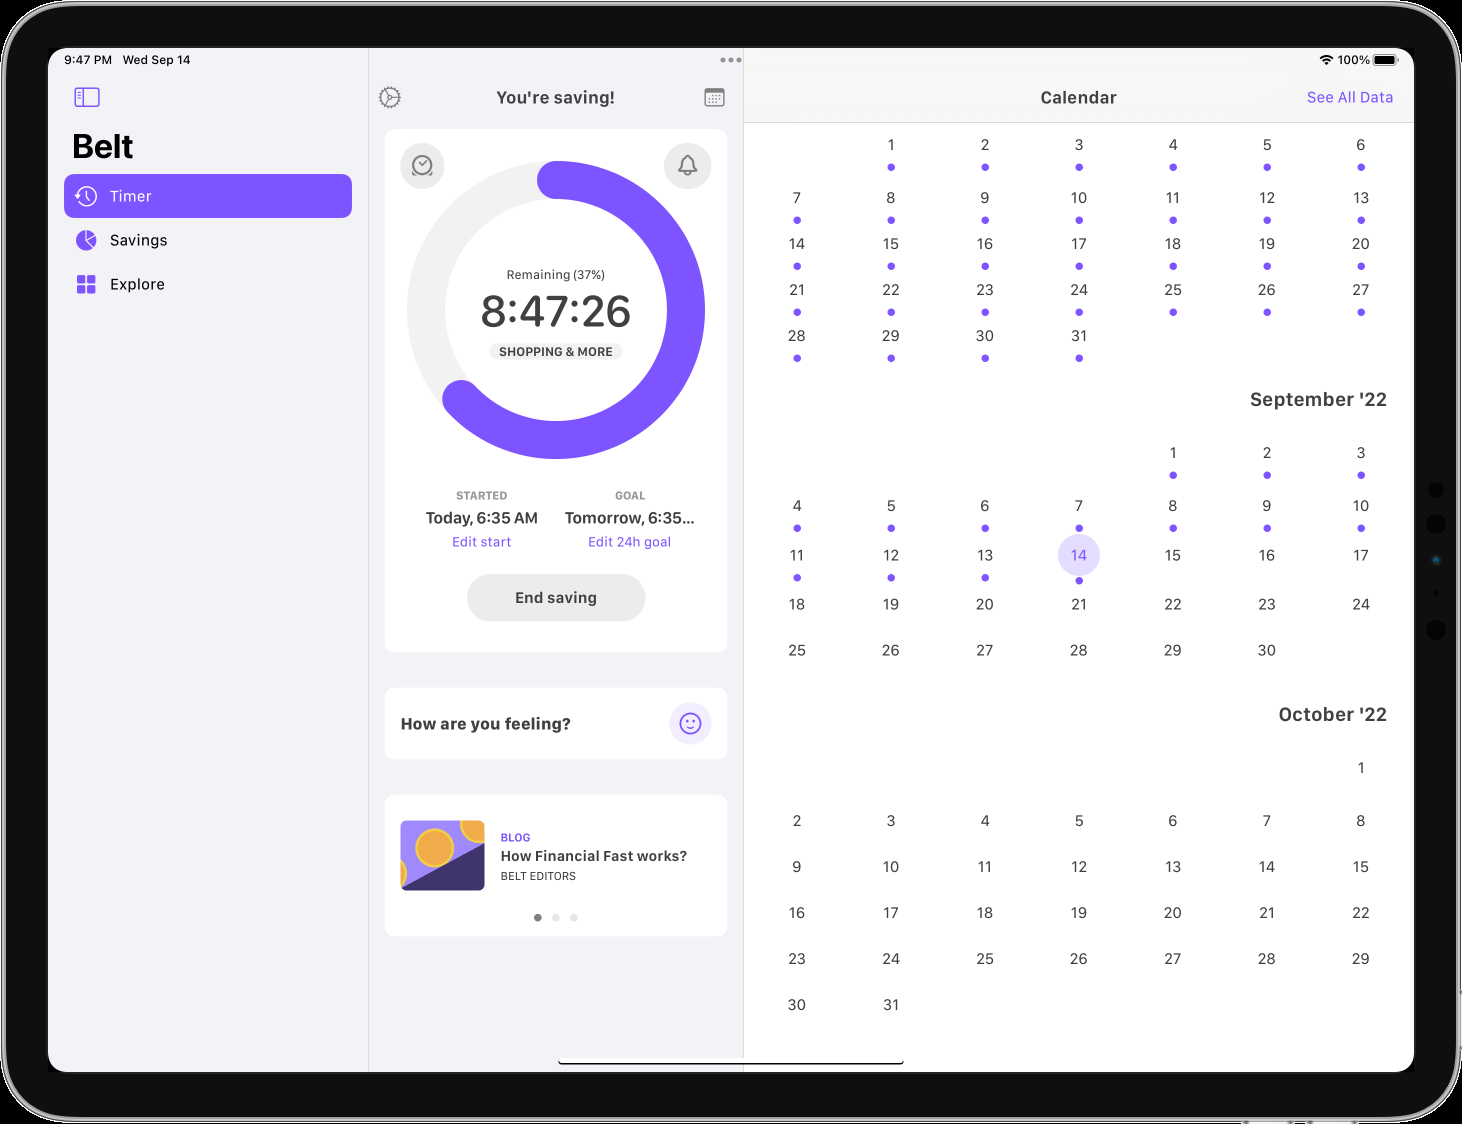 9:47 PM Wed Sep 14
100%
Belt
Timer
Savings
Explore
You're saving!
Remaining (37%)
8:47:26
SHOPPING & MORE
STARTED
Today, 6:35 AM
Edit start
GOAL
Tomorrow, 6:35...
Edit 24h goal
End saving
How are you feeling?
BLOG
How Financial Fast works?
BELT EDITORS
Calendar
See All Data
1 2 3 4 5 6
7 8 9 10 11 12 13
14 15 16 17 18 19 20
21 22 23 24 25 26 27
28 29 30 31
September '22
1 2 3
4 5 6 7 8 9 10
11 12 13 14 15 16 17
18 19 20 21 22 23 24
25 26 27 28 29 30
October '22
1
2 3 4 5 6 7 8
9 10 11 12 13 14 15
16 17 18 19 20 21 22
23 24 25 26 27 28 29
30 31